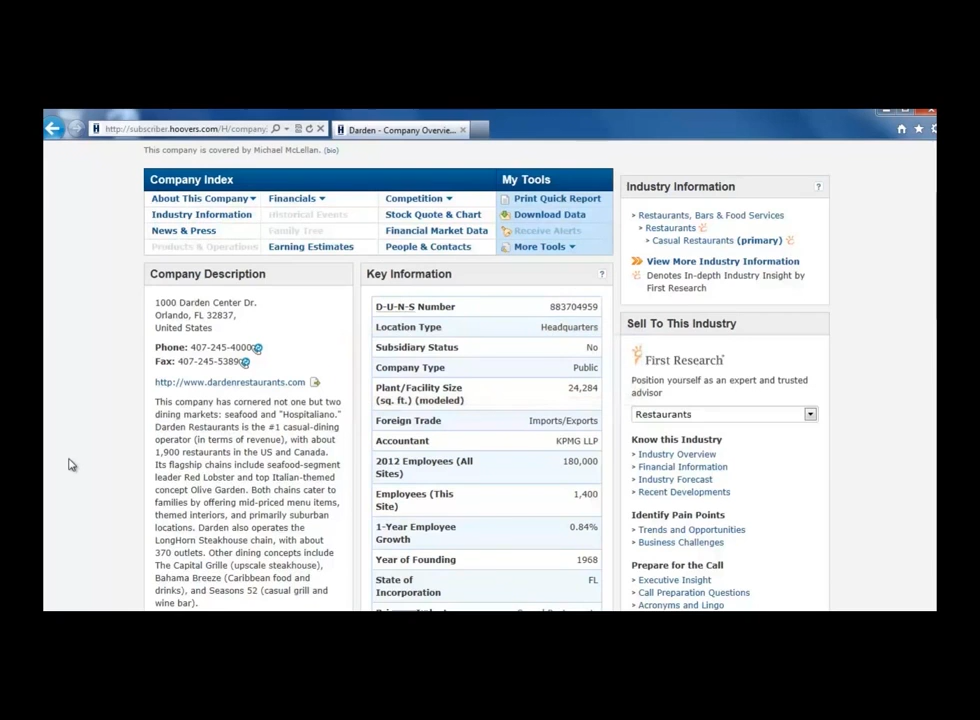 http://subscriber.hoovers.com/H/company
Darden - Company Overvie...
This company is covered by Michael McLellan. (bio)
Company Index
About This Company
Financials
Competition
Industry Information
Historical Events
Stock Quote & Chart
News & Press
Family Tree
Financial Market Data
Products & Operations
Earning Estimates
People & Contacts
My Tools
Print Quick Report
Download Data
Receive Alerts
More Tools
Company Description
1000 Darden Center Dr.
Orlando, FL 32837,
United States
Phone: 407-245-4000
Fax: 407-245-5389
http://www.dardenrestaurants.com
This company has cornered not one but two
dining markets: seafood and "Hospitaliano."
Darden Restaurants is the #1 casual-dining
operator (in terms of revenue), with about
1,900 restaurants in the US and Canada.
Its flagship chains include seafood-segment
leader Red Lobster and top Italian-themed
concept Olive Garden. Both chains cater to
families by offering mid-priced menu items,
themed interiors, and primarily suburban
locations. Darden also operates the
LongHorn Steakhouse chain, with about
370 outlets. Other dining concepts include
The Capital Grille (upscale steakhouse),
Bahama Breeze (Caribbean food and
drinks), and Seasons 52 (casual grill and
wine bar).
Key Information ?
D-U-N-S Number 883704959
Location Type Headquarters
Subsidiary Status No
Company Type Public
Plant/Facility Size 24,284
(sq. ft.) (modeled)
Foreign Trade Imports/Exports
Accountant KPMG LLP
2012 Employees (All 180,000
Sites)
Employees (This 1,400
Site)
1-Year Employee 0.84%
Growth
Year of Founding 1968
State of FL
Incorporation
Industry Information ?
> Restaurants, Bars & Food Services
> Restaurants
> Casual Restaurants (primary)
View More Industry Information
Denotes In-depth Industry Insight by
First Research
Sell To This Industry
First Research
Position yourself as an expert and trusted
advisor
Restaurants
Know this Industry
> Industry Overview
> Financial Information
> Industry Forecast
> Recent Developments
Identify Pain Points
> Trends and Opportunities
> Business Challenges
Prepare for the Call
> Executive Insight
> Call Preparation Questions
> Acronyms and Lingo